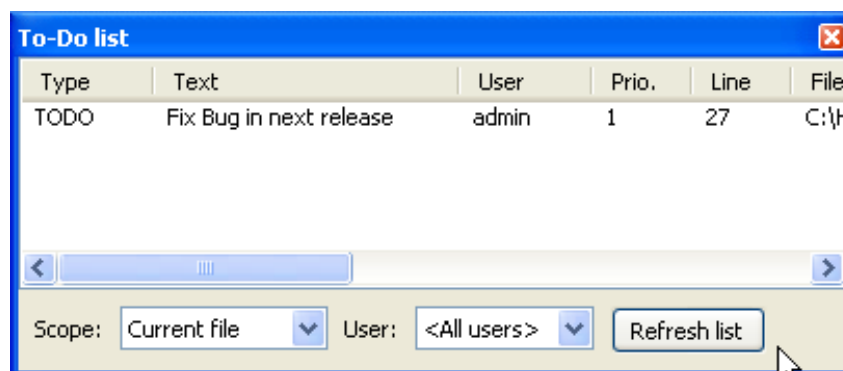 To-Do list
Type Text User Prio. Line File
TODO Fix Bug in next release admin 1 27 C:\H
Scope: Current file User: <All users> Refresh list